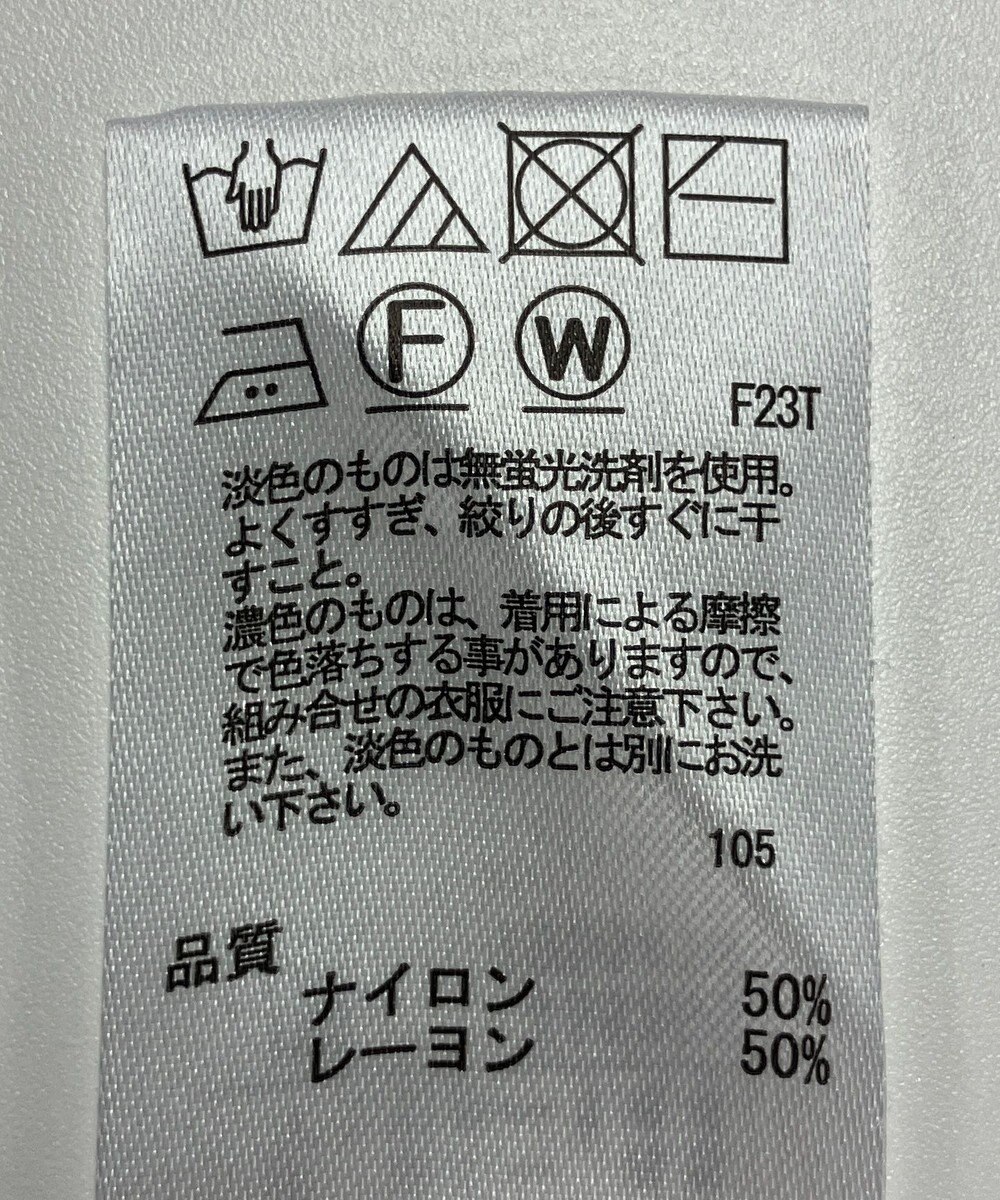 F W
F23T
淡色のものは無蛍光洗剤を使用。
よくすすぎ、絞りの後すぐに干
すこと。
濃色のものは、着用による摩擦
で色落ちする事がありますので、
組み合せの衣服にご注意下さい。
また、淡色のものとは別にお洗
い下さい。
105
品質
ナイロン 50%
レーヨン 50%